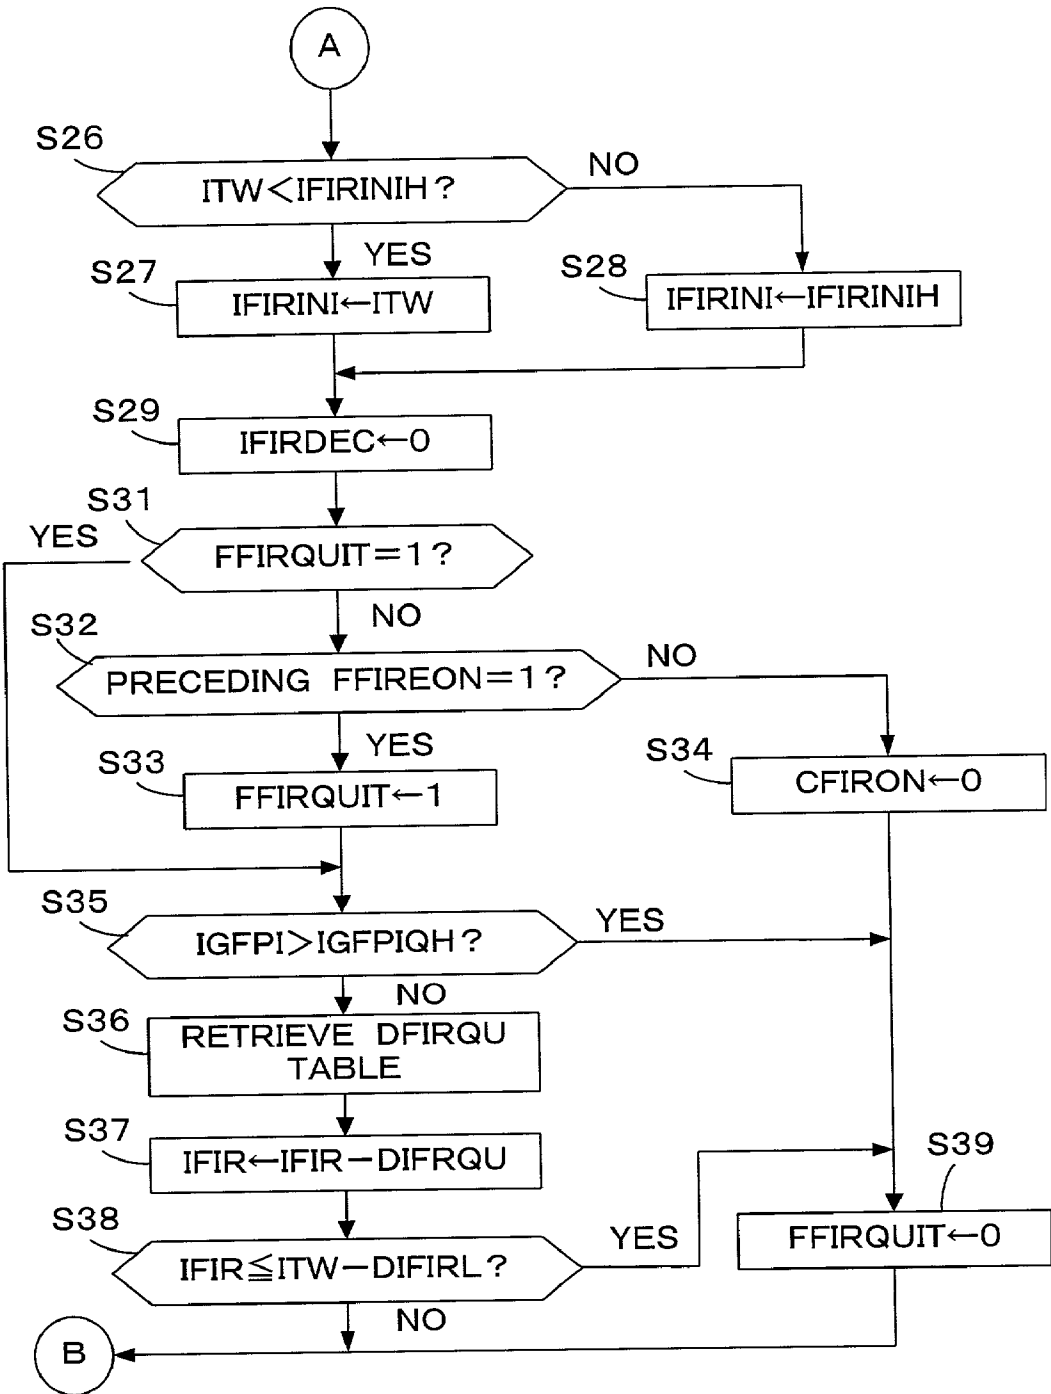 A
S26
ITW<IFIRINIH?
NO
YES
S27
IFIRINI←ITW
S28
IFIRINI←IFIRINIH
S29
IFIRDEC←0
S31
YES
FFIRQUIT=1?
NO
S32
PRECEDING FFIREON=1?
NO
YES
S33
FFIRQUIT←1
S34
CFIRON←0
S35
IGFPI>IGFPIQH?
YES
NO
S36
RETRIEVE DFIRQU
TABLE
S37
IFIR←IFIR-DIFRQU
S38
IFIR≦ITW-DIFIRL?
YES
NO
S39
FFIRQUIT←0
B